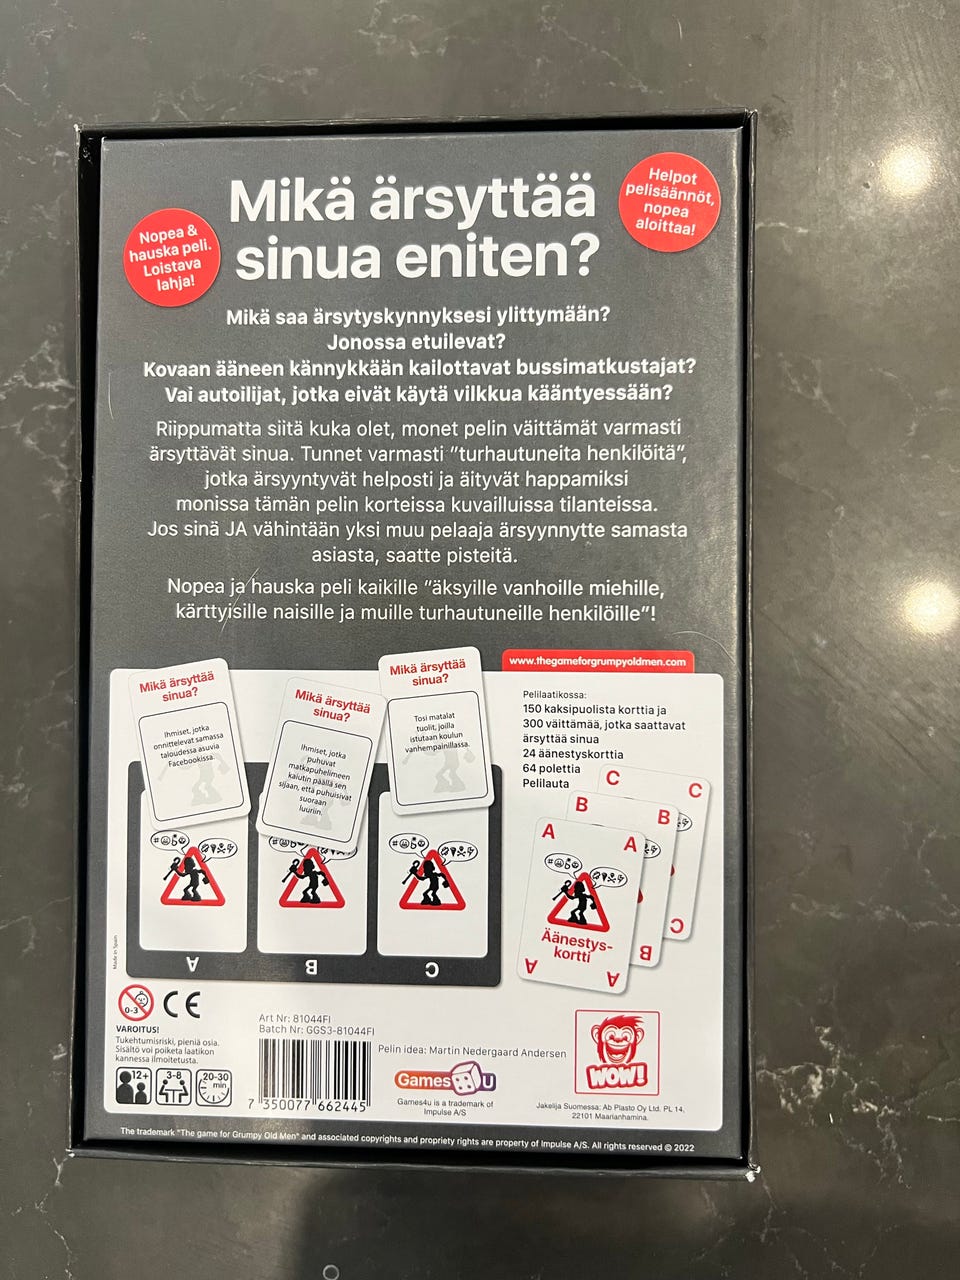 Mikä ärsyttää
sinua eniten?
Nopea &
hauska peli.
Loistava
lahja!
Helpot
pelisäännöt,
nopea
aloittaa!
Mikä saa ärsytyskynnyksesi ylittymään?
Jonossa etuilevat?
Kovaan ääneen kännykkään kailottavat bussimatkustajat?
Vai autoilijat, jotka eivät käytä vilkkua kääntyessään?
Riippumatta siitä kuka olet, monet pelin väittämät varmasti
ärsyttävät sinua. Tunnet varmasti "turhautuneita henkilöitä",
jotka ärsyyntyvät helposti ja äityvät happamiksi
monissa tämän pelin korteissa kuvailluissa tilanteissa.
Jos sinä JA vähintään yksi muu pelaaja ärsyynnytte samasta
asiasta, saatte pisteitä.
Nopea ja hauska peli kaikille "äksyille vanhoille miehille,
kärttyisille naisille ja muille turhautuneille henkilöille"!
www.thegameforgrumpyoldmen.com
Mikä ärsyttää
sinua?
Ihmiset, jotka
onnittelevat samassa
taloudessa asuvia
Facebookissa.
Mikä ärsyttää
sinua?
Ihmiset, jotka
puhuvat
matkapuhelimeen
kaiutin päällä sen
sijaan, että puhuisivat
suoraan
luuriin.
Mikä ärsyttää
sinua?
Tosi matalat
tuolit, joilla
istutaan koulun
vanhempainillassa.
Pelilaatikossa:
150 kaksipuolista korttia ja
300 väittämää, jotka saattavat
ärsyttää sinua
24 äänestyskorttia
64 polettia
Pelilauta
C C
B B
A A
Äänestys-
kortti
A A
B
C
A B C
Made in Spain
0-3
CE
VAROITUS!
Tukehtumisriski, pieniä osia.
Sisältö voi poiketa laatikon
kannessa ilmoitetusta.
12+ 3-8 20-30
min
Art Nr: 81044FI
Batch Nr: GGS3-81044FI
7 350077 662445
Pelin idea: Martin Nedergaard Andersen
Games U
Games4u is a trademark of
Impulse A/S
WOW!
Jakelija Suomessa: Ab Plasto Oy Ltd. PL 14,
22101 Maarianhamina.
The trademark "The game for Grumpy Old Men" and associated copyrights and propriety rights are property of Impulse A/S. All rights reserved © 2022